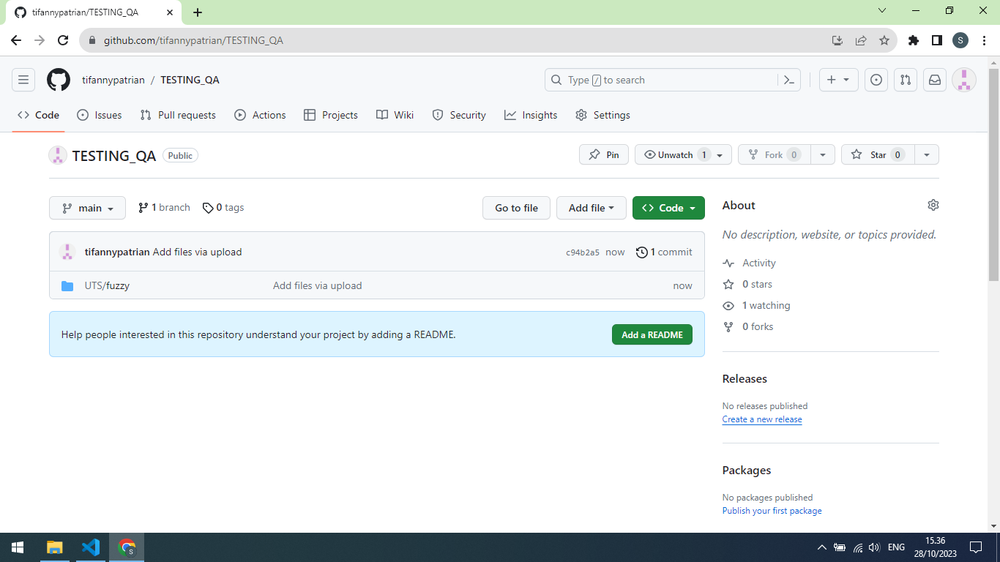 tifannypatrian/TESTING_QA
github.com/tifannypatrian/TESTING_QA
S
tifannypatrian / TESTING_QA
Type / to search
Code Issues Pull requests Actions Projects Wiki Security Insights Settings
TESTING_QA Public
Pin Unwatch 1 Fork 0 Star 0
main 1 branch 0 tags Go to file Add file Code
tifannypatrian Add files via upload c94b2a5 now 1 commit
UTS/fuzzy Add files via upload now
Help people interested in this repository understand your project by adding a README. Add a README
About
No description, website, or topics provided.
Activity
0 stars
1 watching
0 forks
Releases
No releases published
Create a new release
Packages
No packages published
Publish your first package
S
ENG
15.36
28/10/2023